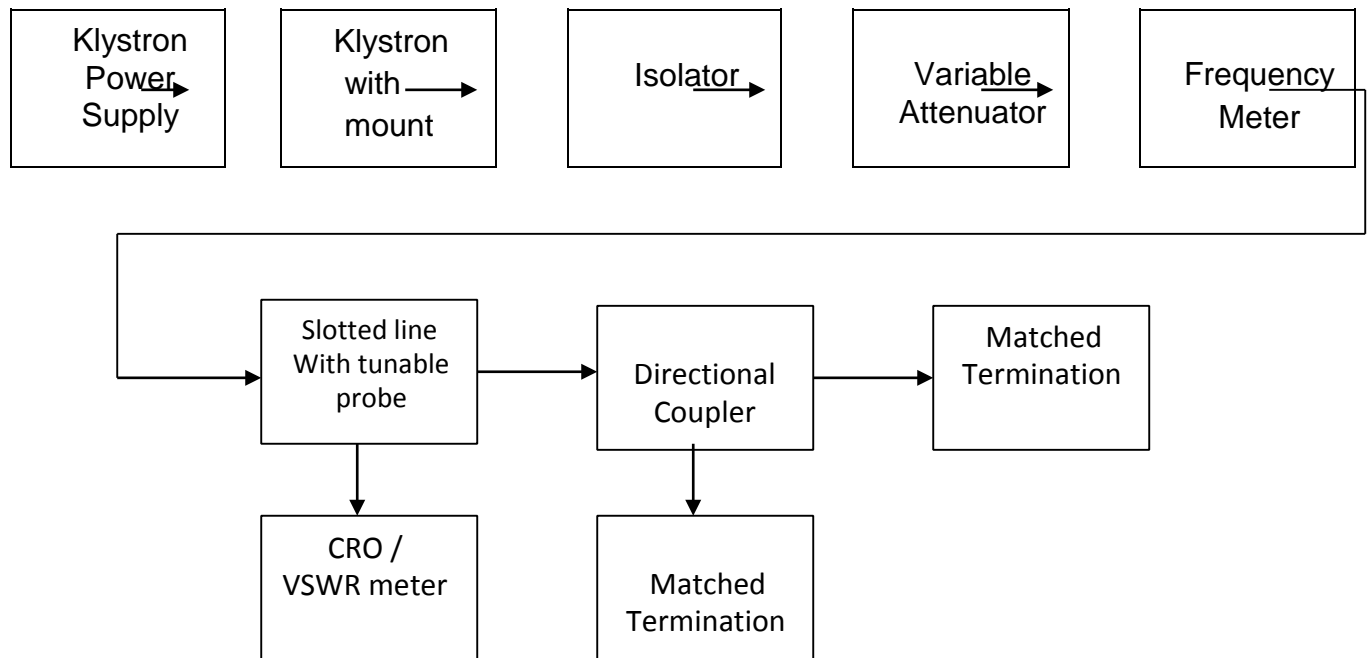 Klystron
Power
Supply
Klystron
with
mount
Isolator
Variable
Attenuator
Frequency
Meter
Slotted line
With tunable
probe
Directional
Coupler
Matched
Termination
CRO /
VSWR meter
Matched
Termination